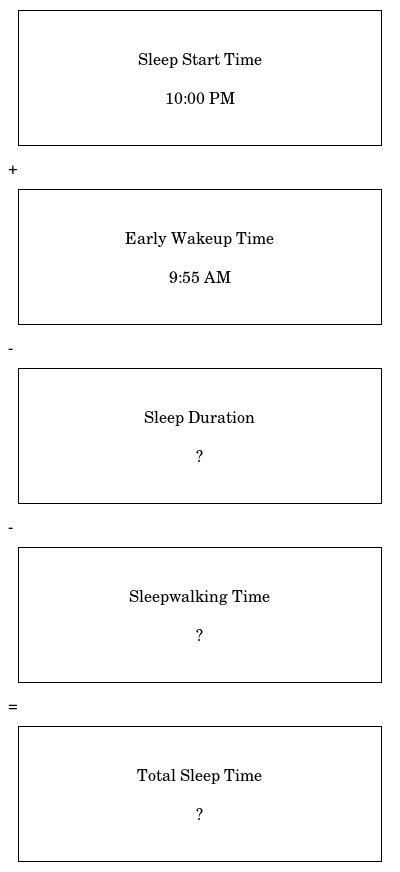 Sleep Start Time
10:00 PM
+
Early Wakeup Time
9:55 AM
-
Sleep Duration
?
-
Sleepwalking Time
?
=
Total Sleep Time
?